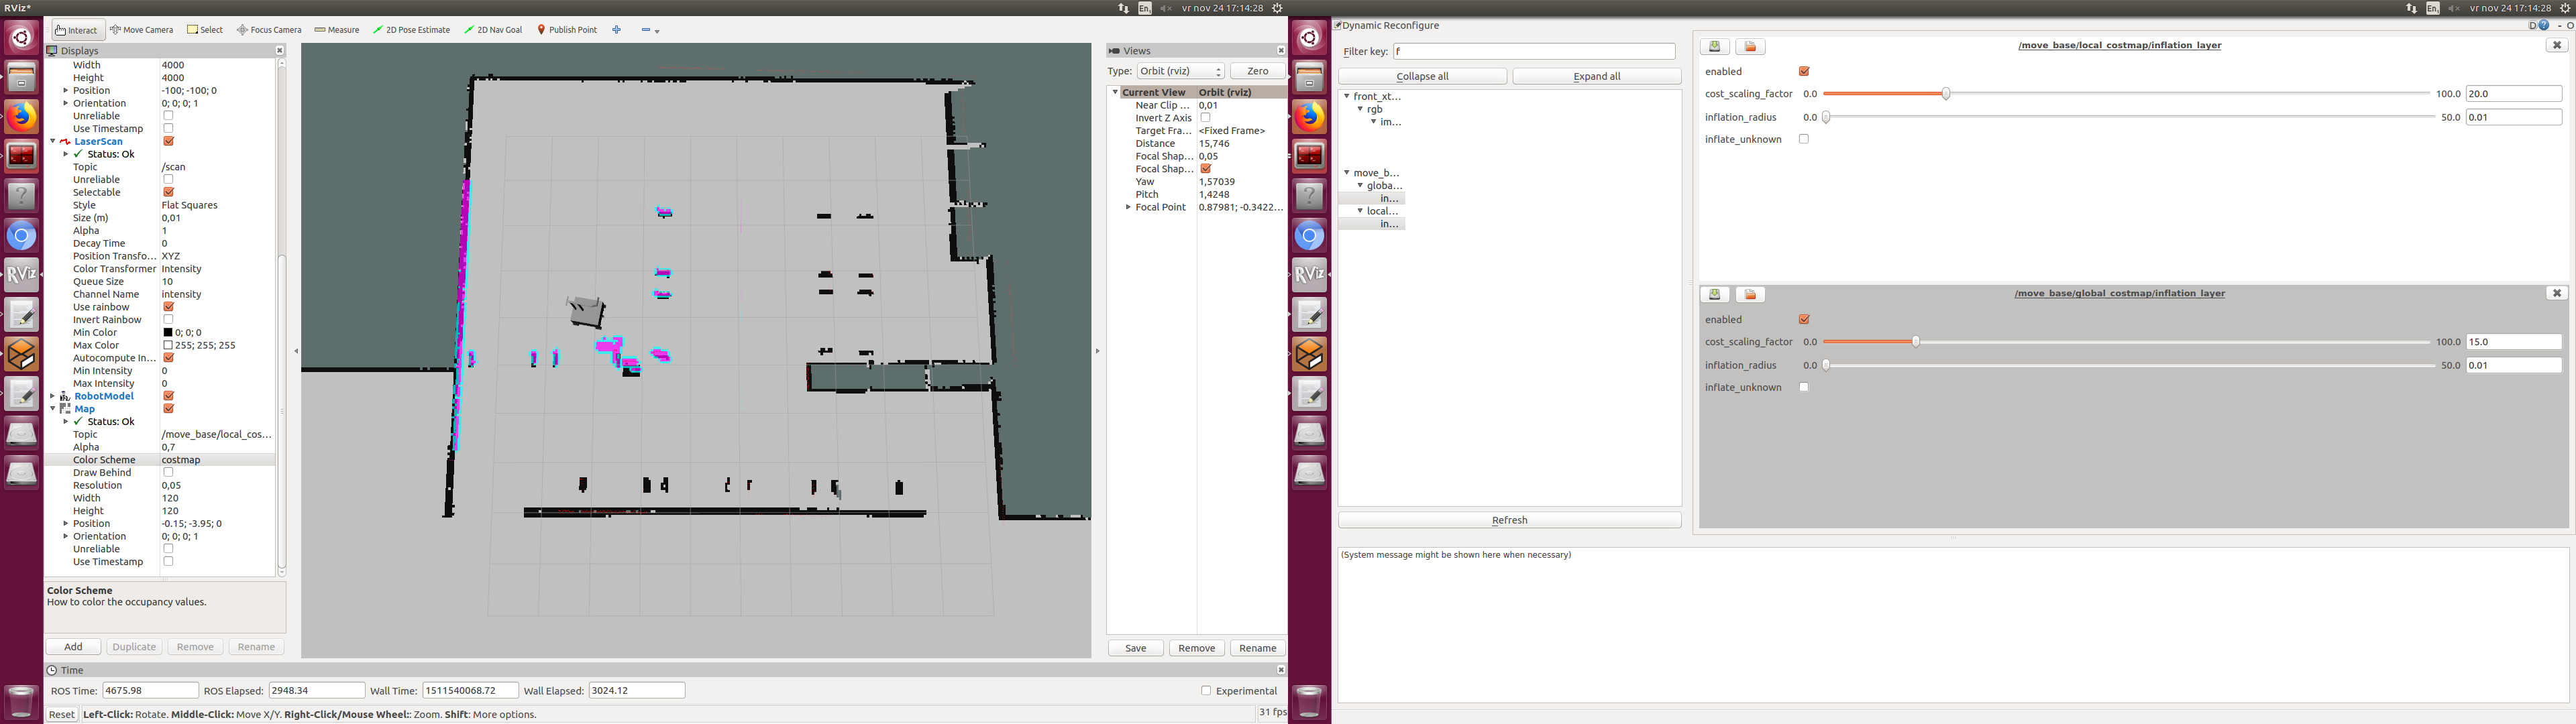 RViz*
En
vr nov 24 17:14:28
Interact
Move Camera
Select
Focus Camera
Measure
2D Pose Estimate
2D Nav Goal
Publish Point
Displays
Width 4000
Height 4000
Position -100; -100; 0
Orientation 0; 0; 0; 1
Unreliable
Use Timestamp
LaserScan
Status: Ok
Topic /scan
Unreliable
Selectable
Style Flat Squares
Size (m) 0,01
Alpha 1
Decay Time 0
Position Transfo... XYZ
Color Transformer Intensity
Queue Size 10
Channel Name intensity
Use rainbow
Invert Rainbow
Min Color 0; 0; 0
Max Color 255; 255; 255
Autocompute In...
Min Intensity 0
Max Intensity 0
RobotModel
Map
Status: Ok
Topic /move_base/local_cos...
Alpha 0,7
Color Scheme costmap
Draw Behind
Resolution 0,05
Width 120
Height 120
Position -0.15; -3.95; 0
Orientation 0; 0; 0; 1
Unreliable
Use Timestamp
Color Scheme
How to color the occupancy values.
Add Duplicate Remove Rename
Views
Type: Orbit (rviz) Zero
Current View Orbit (rviz)
Near Clip ... 0,01
Invert Z Axis
Target Fra... <Fixed Frame>
Distance 15,746
Focal Shap... 0,05
Focal Shap...
Yaw 1,57039
Pitch 1,4248
Focal Point 0.87981; -0.3422...
Save Remove Rename
Time
ROS Time: 4675.98 ROS Elapsed: 2948.34 Wall Time: 1511540068.72 Wall Elapsed: 3024.12 Experimental
Reset Left-Click: Rotate. Middle-Click: Move X/Y. Right-Click/Mouse Wheel:: Zoom. Shift: More options. 31 fps
RViz
En
vr nov 24 17:14:28
Dynamic Reconfigure
D - O
Filter key: f
Collapse all Expand all
front_xt...
rgb
im...
move_b...
globa...
in...
local...
in...
Refresh
/move_base/local_costmap/inflation_layer
enabled
cost_scaling_factor 0.0 100.0 20.0
inflation_radius 0.0 50.0 0.01
inflate_unknown
/move_base/global_costmap/inflation_layer
enabled
cost_scaling_factor 0.0 100.0 15.0
inflation_radius 0.0 50.0 0.01
inflate_unknown
(System message might be shown here when necessary)
RViz